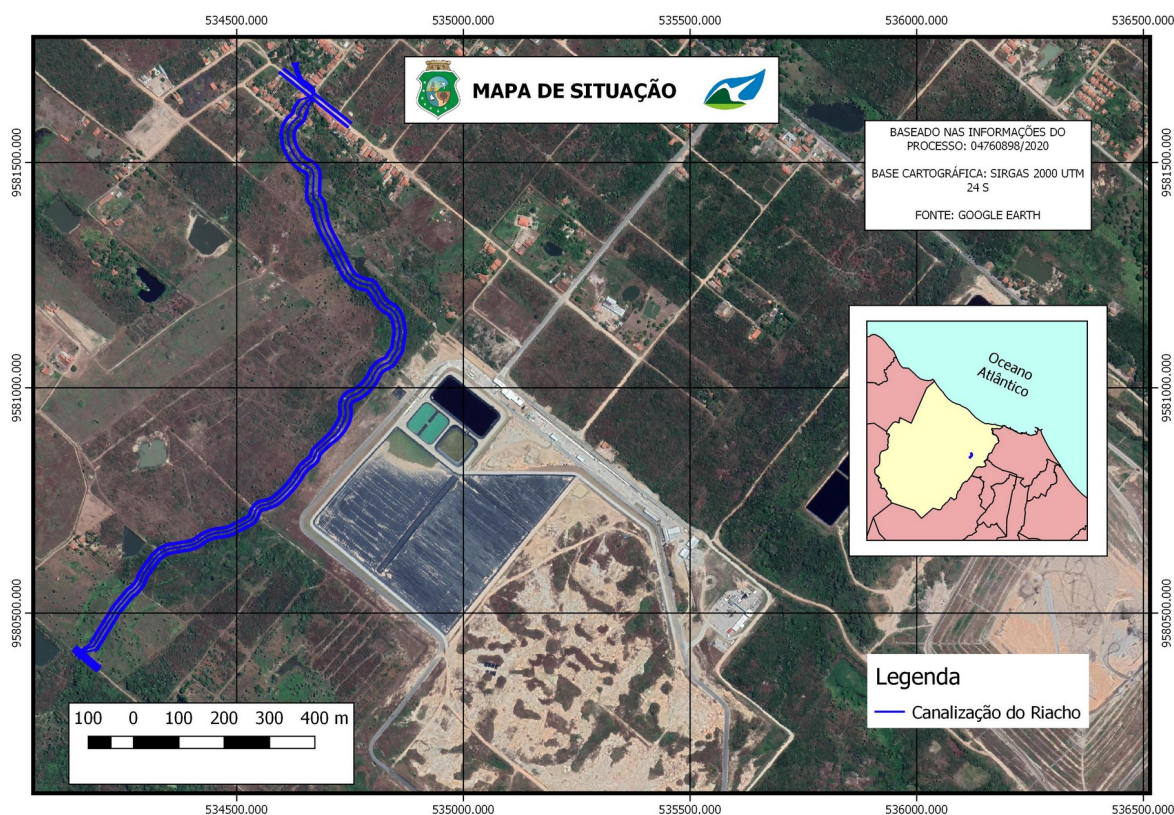 534500.000
535000.000
535500.000
536000.000
536500.000
MAPA DE SITUAÇÃO
BASEADO NAS INFORMAÇÕES DO
PROCESSO: 04760898/2020
BASE CARTOGRÁFICA: SIRGAS 2000 UTM
24 S
FONTE: GOOGLE EARTH
9581500.000
9581500.000
Oceano
Atlântico
9581000.000
9581000.000
9580500.000
9580500.000
Legenda
Canalização do Riacho
100 0 100 200 300 400 m
534500.000
535000.000
535500.000
536000.000
536500.000